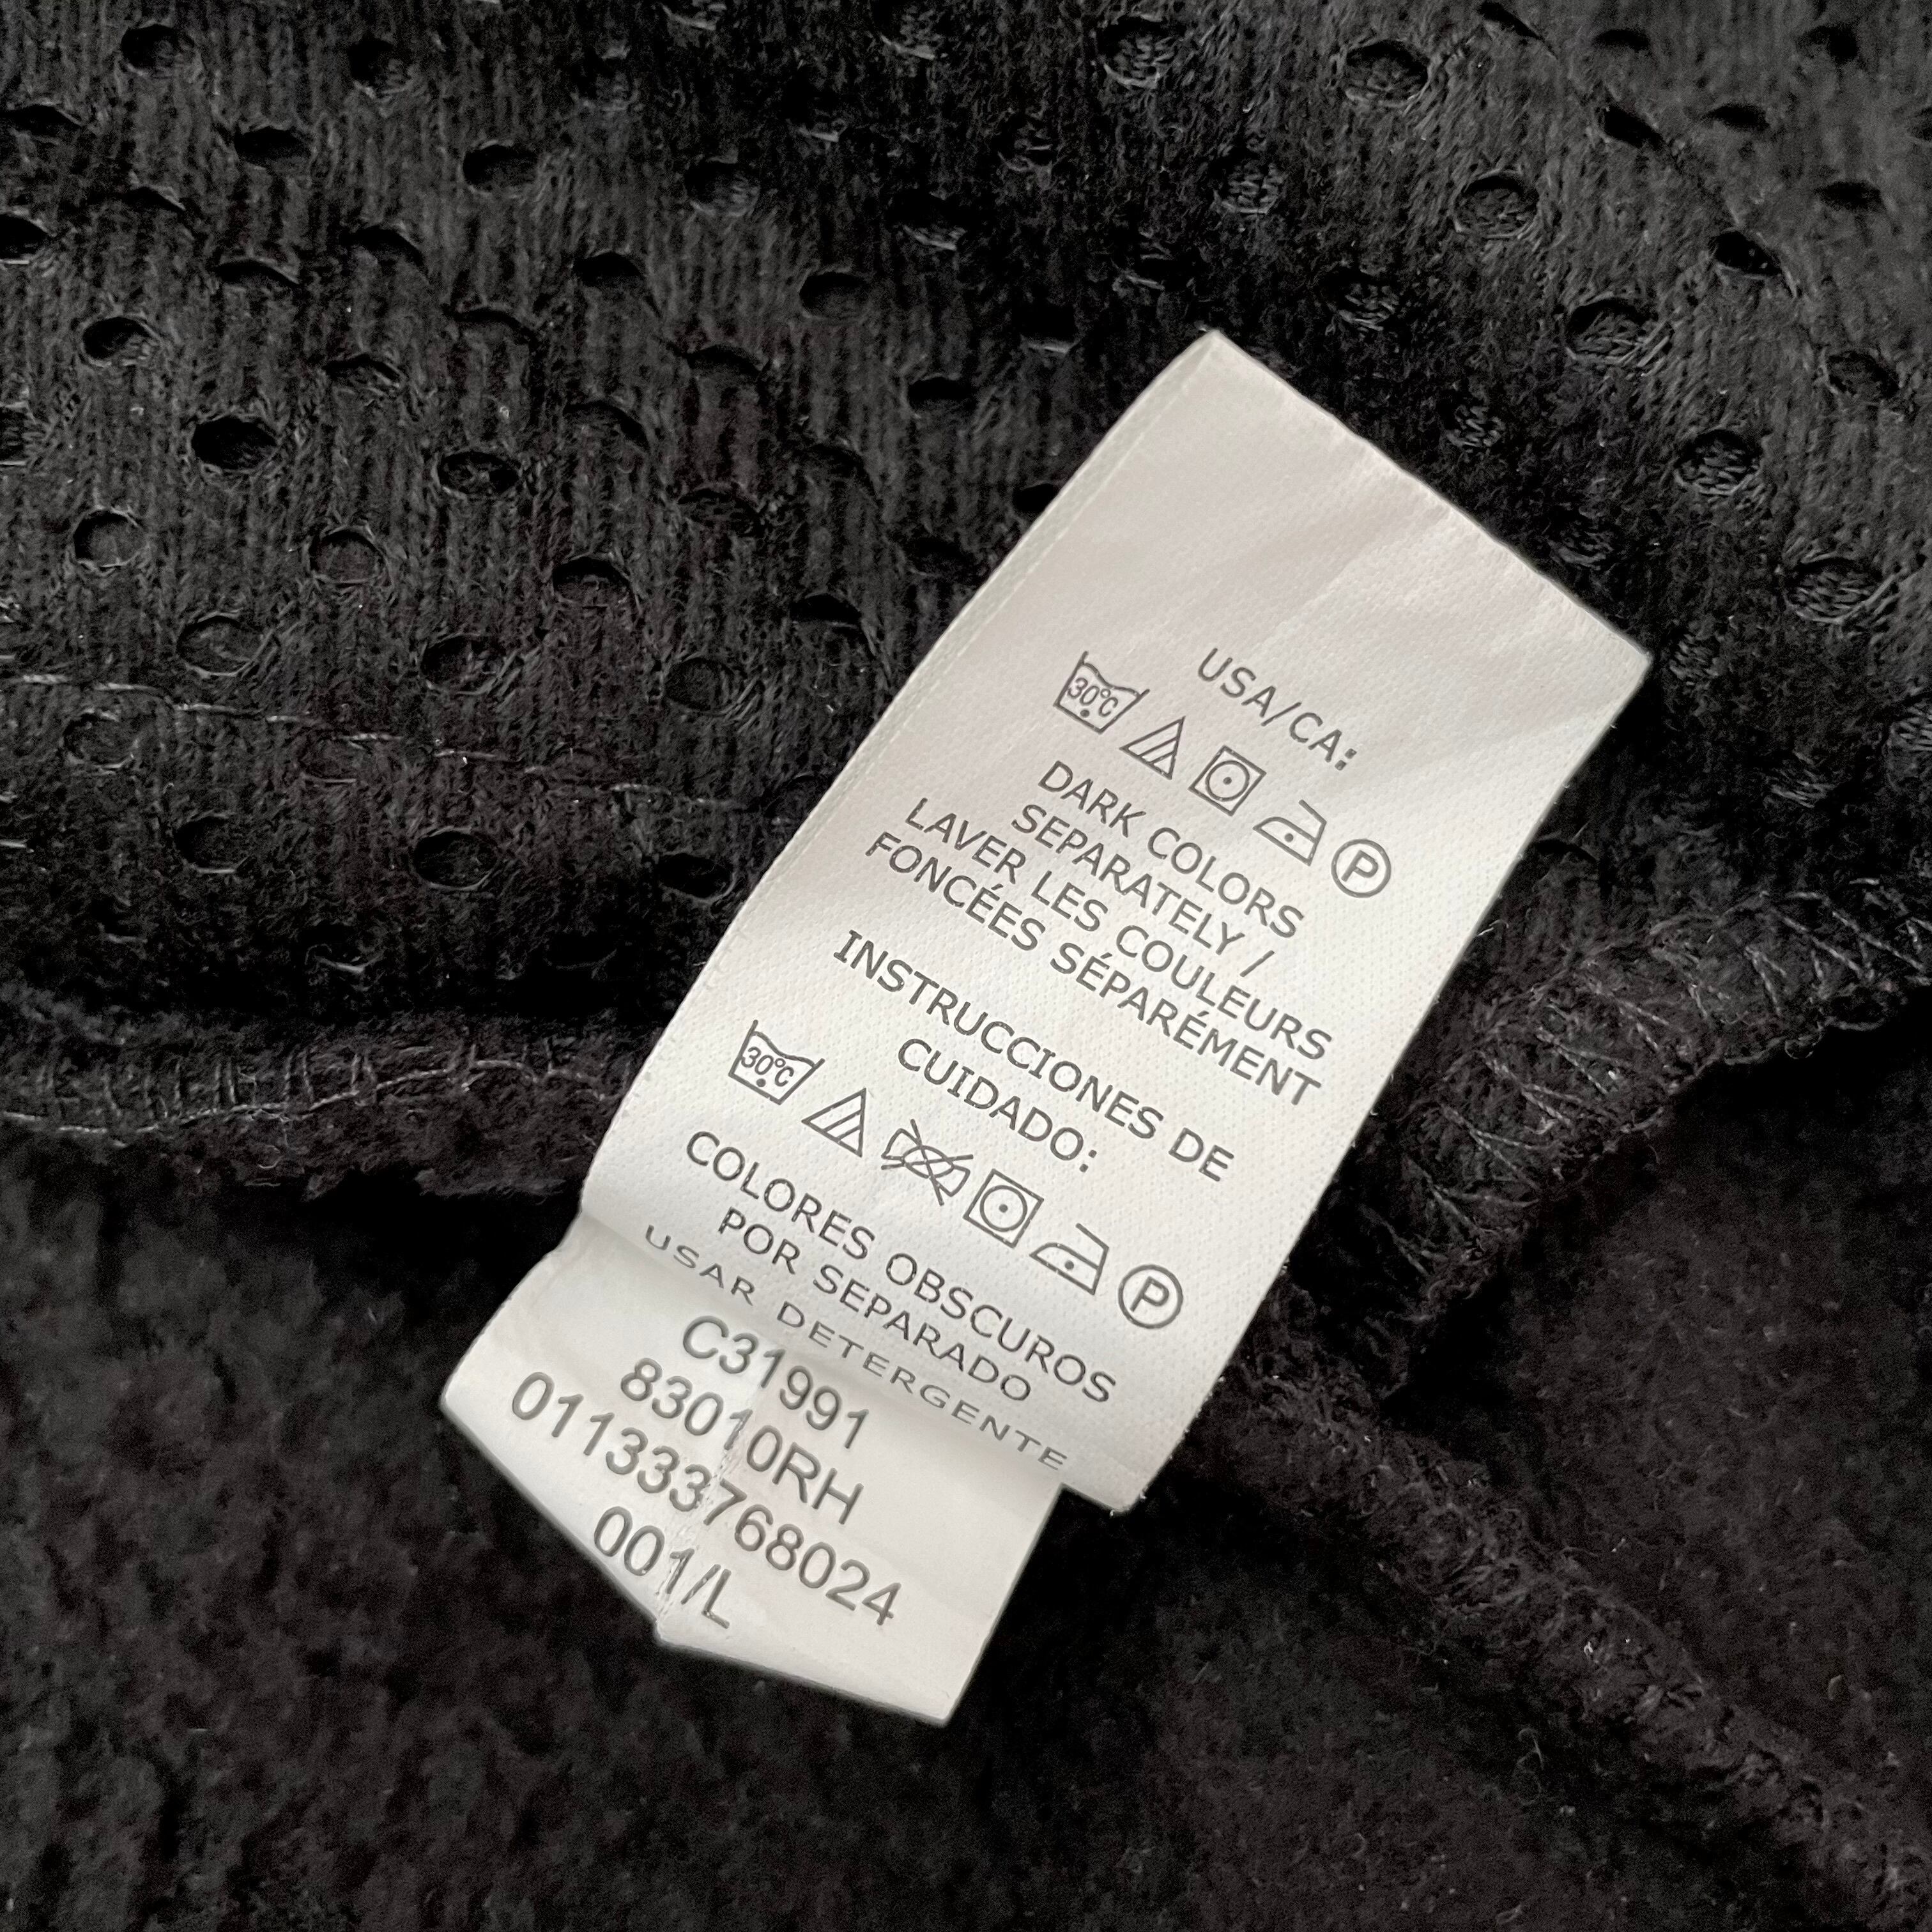 USA/CA:
30°C P
DARK COLORS
SEPARATELY /
LAVER LES COULEURS
FONCÉES SÉPARÉMENT
INSTRUCCIONES DE
CUIDADO:
30°C P
COLORES OBSCUROS
POR SEPARADO
USAR DETERGENTE
C31991
83010RH
011333768024
001/L